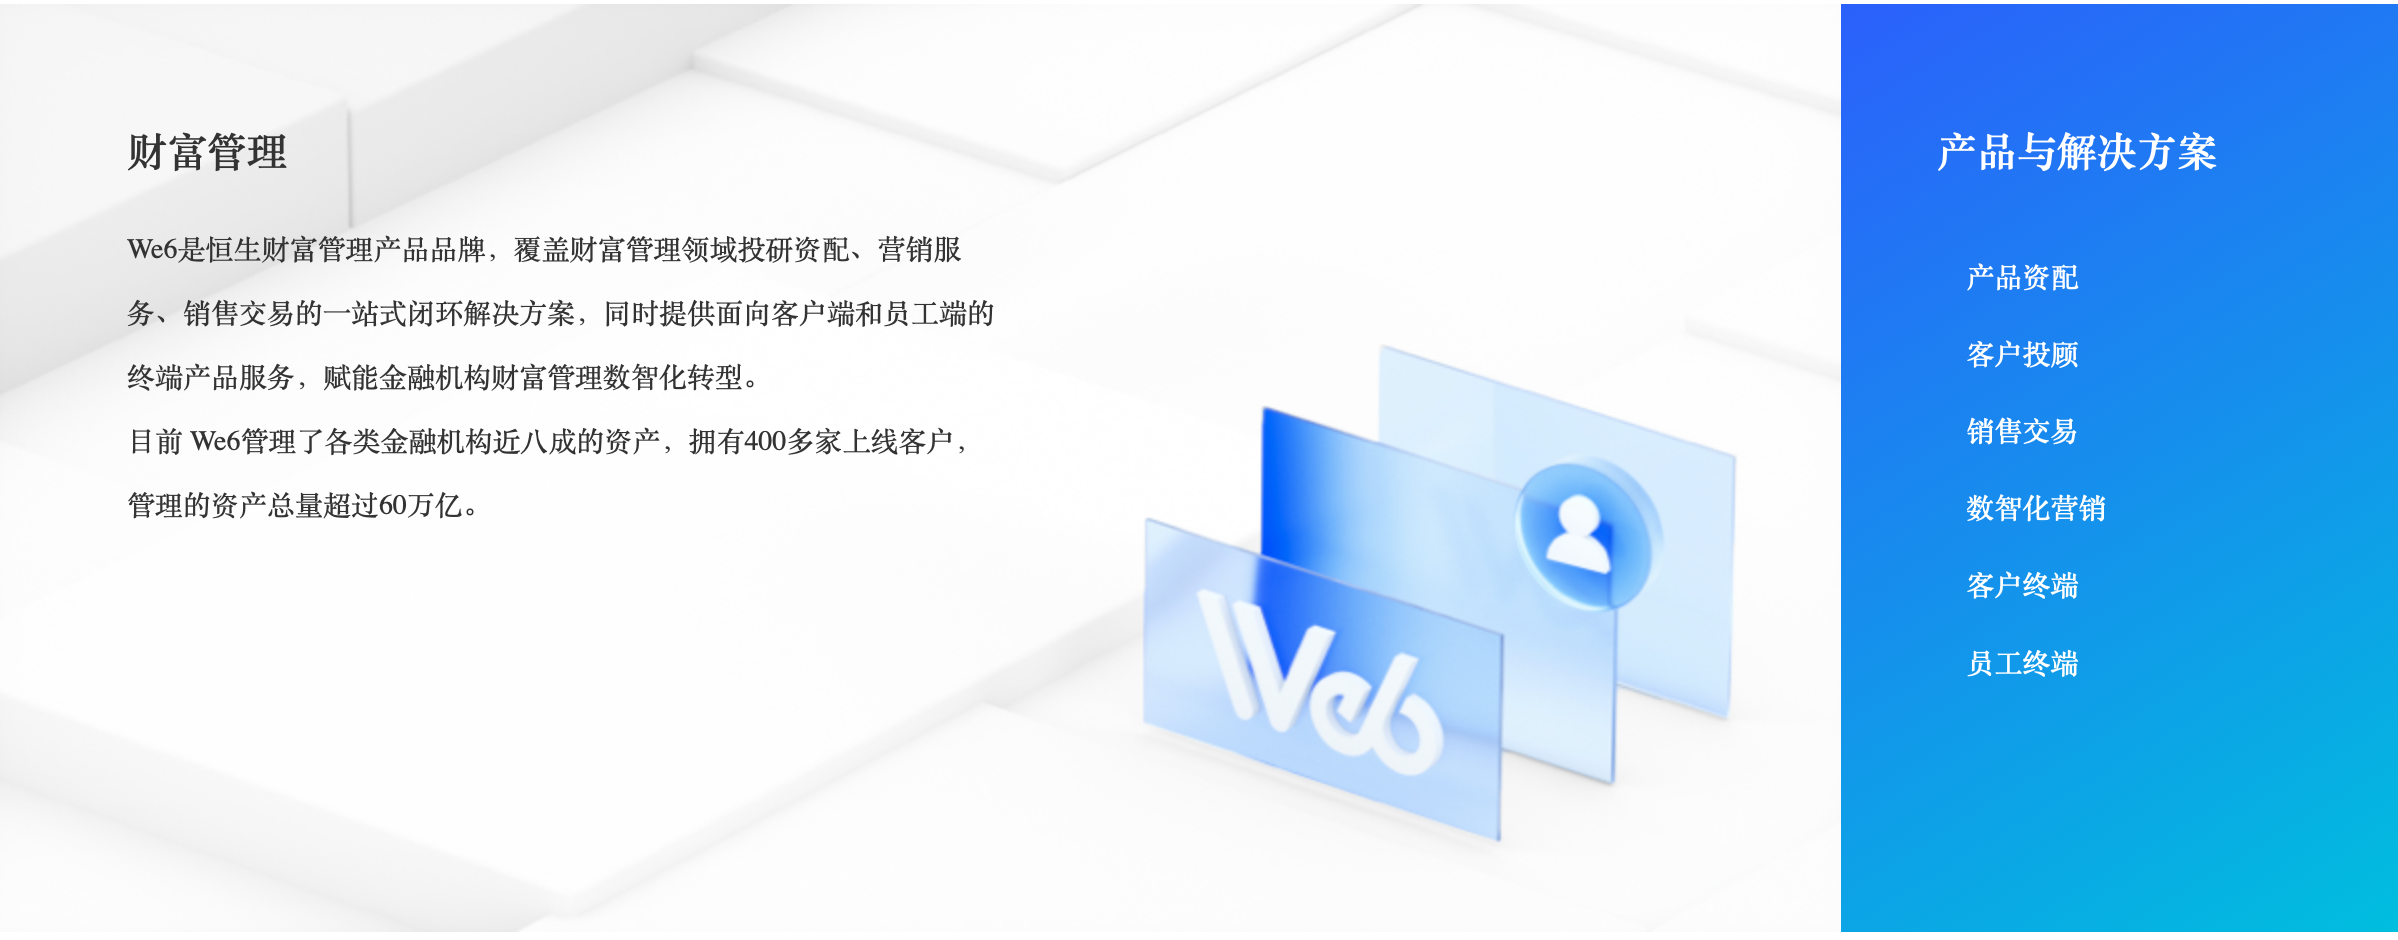 财富管理
We6是恒生财富管理产品品牌，覆盖财富管理领域投研资配、营销服
务、销售交易的一站式闭环解决方案，同时提供面向客户端和员工端的
终端产品服务，赋能金融机构财富管理数智化转型。
目前 We6管理了各类金融机构近八成的资产，拥有400多家上线客户，
管理的资产总量超过60万亿。
We6
产品与解决方案
产品资配
客户投顾
销售交易
数智化营销
客户终端
员工终端